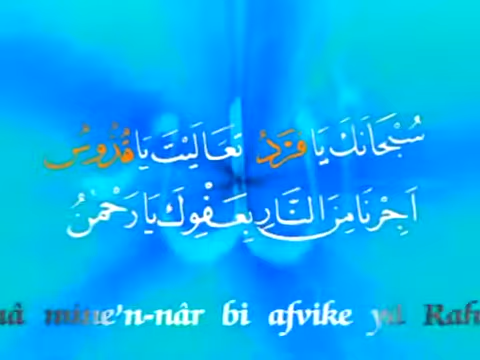 سُبْحَانَكَ يَا فَرْدُ تَعَالَيْتَ يَا قُدُّوسُ
اَجِرْنَا مِنَ النَّارِ بِعَفْوِكَ يَا رَحْمٰنُ
mine'n-nâr bi afvike yâ